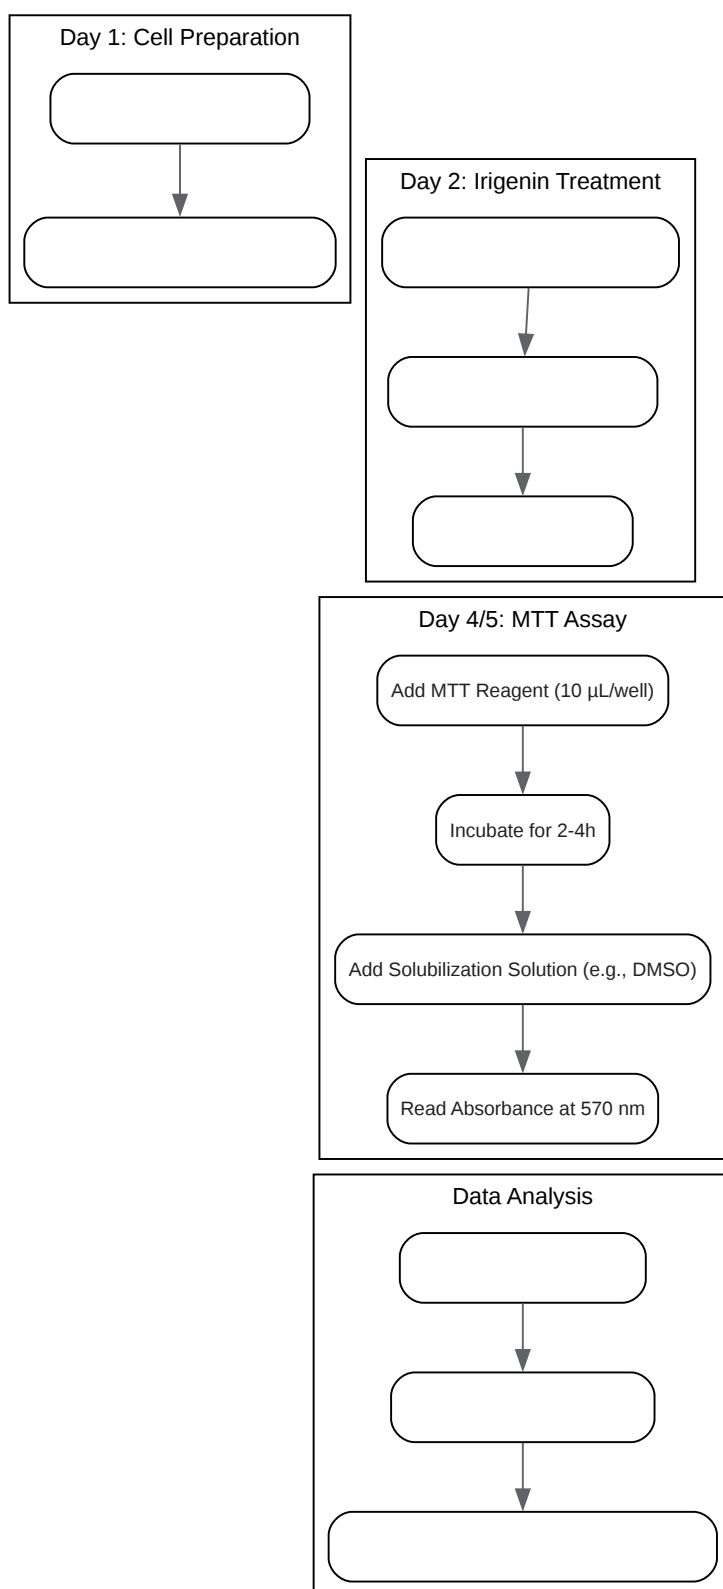 Day 1: Cell Preparation
Day 2: Irigenin Treatment
Day 4/5: MTT Assay
Add MTT Reagent (10 µL/well)
Incubate for 2-4h
Add Solubilization Solution (e.g., DMSO)
Read Absorbance at 570 nm
Data Analysis